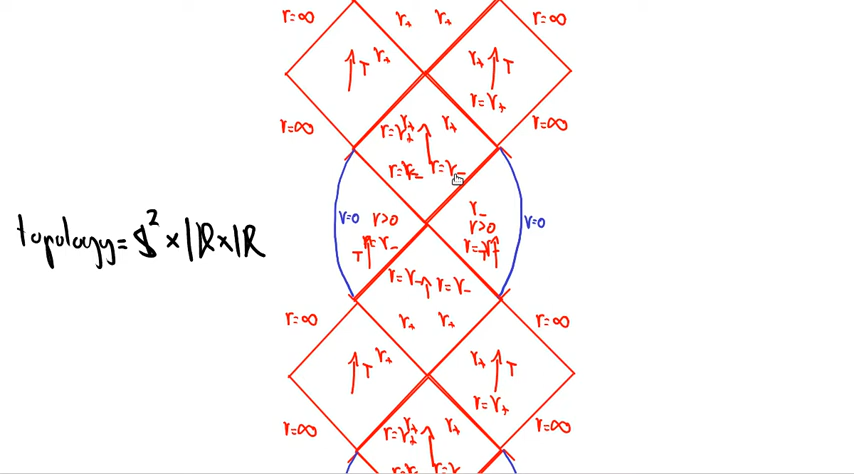 r=∞ r₊ r₊ r=∞
T r₊ r₊ T
r=r₊
r=∞ r=r₊ r₊ r=∞
r=r₋ r=r₋
r=0 r>0 r₋ r>0 r=0
topology = S² × ℝ × ℝ
r=r₋
T
r=r₋ r=r₋
r=∞ r₊ r₊ r=∞
T r₊ r₊ T
r=r₊
r=∞ r=r₊ r₊ r=∞